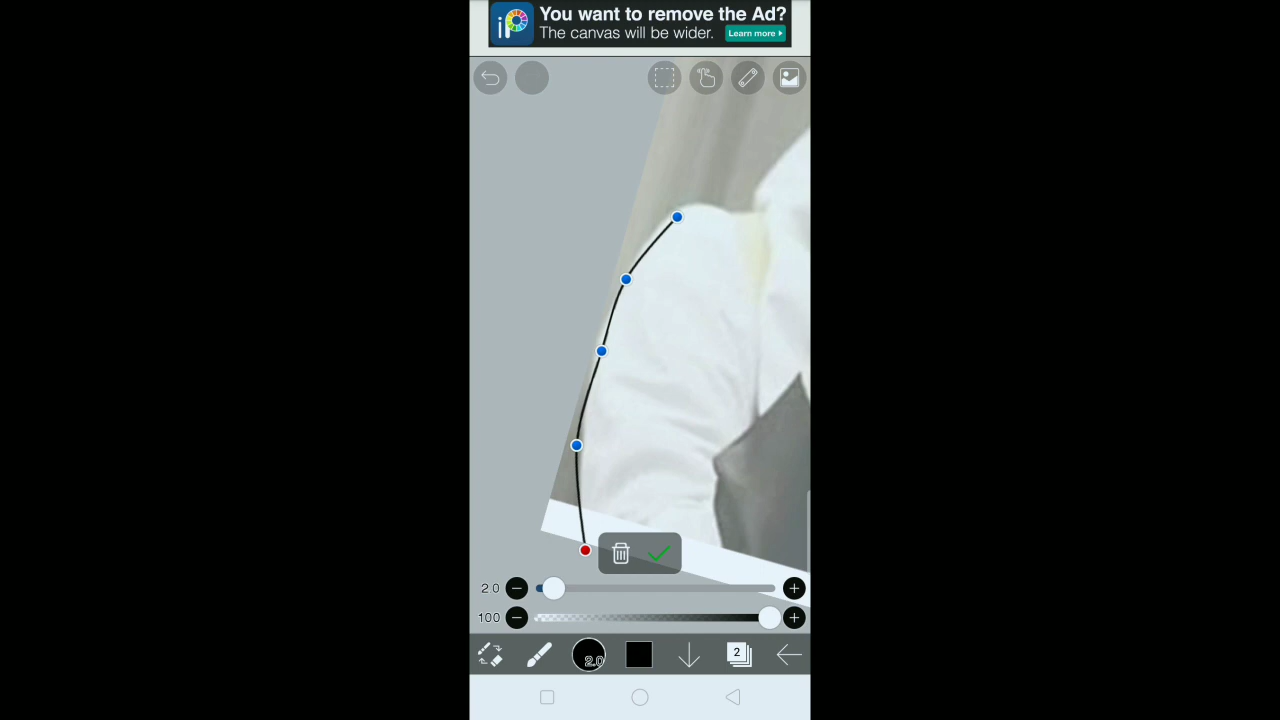 iP
You want to remove the Ad?
The canvas will be wider.
Learn more
2 0
100
2.0
2